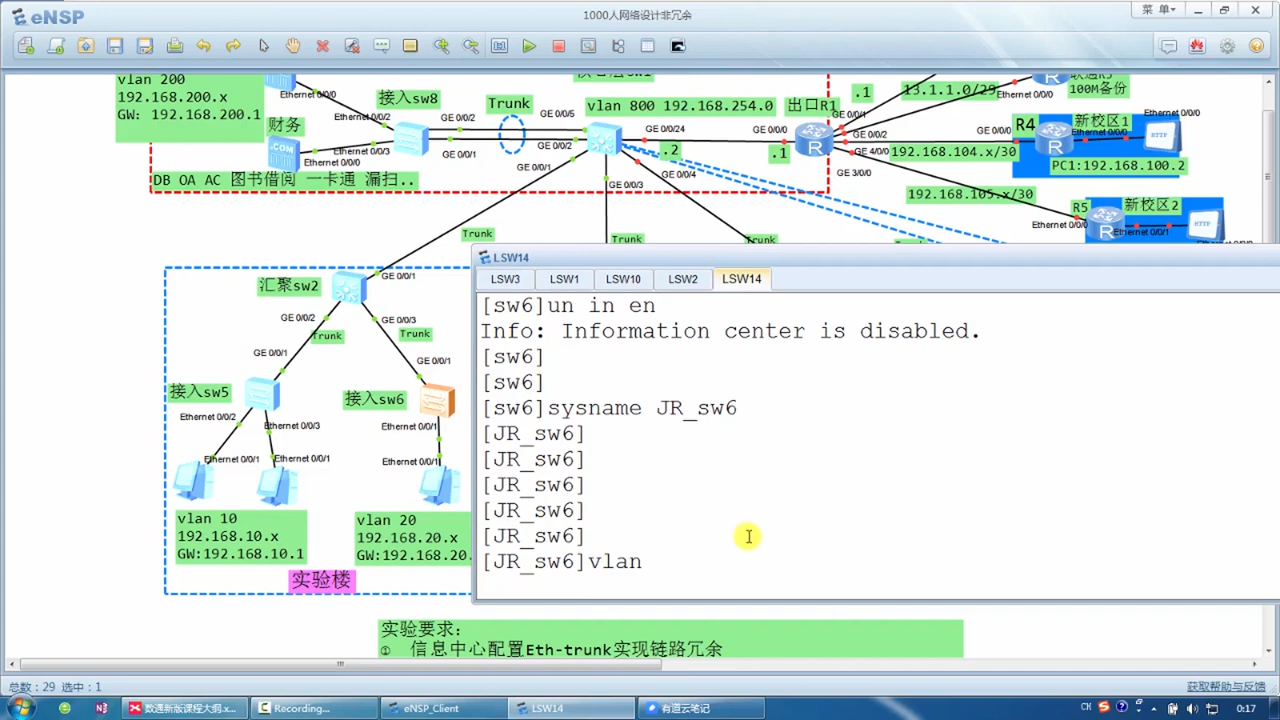 eNSP
1000人网络设计非冗余
菜 单
vlan 200
192.168.200.x
GW: 192.168.200.1
Ethernet 0/0/0
接入sw8
Ethernet 0/0/2
财务
Ethernet 0/0/3
Ethernet 0/0/0
GE 0/0/2
GE 0/0/1
Trunk
GE 0/0/5
GE 0/0/2
GE 0/0/1
vlan 800 192.168.254.0
GE 0/0/24
.2
GE 0/0/3
GE 0/0/4
出口R1
GE 0/0/0
.1
.1
GE 0/0/1
GE 0/0/2
GE 4/0/0
GE 3/0/0
13.1.1.0/29
100M备份
R4
GE 0/0/0
新校区1
Ethernet 0/0/0
HTTP
192.168.104.x/30
PC1:192.168.100.2
192.168.105.x/30
R5
新校区2
Ethernet 0/0/0
Ethernet 0/0/1
HTTP
DB OA AC 图书借阅 一卡通 漏扫..
Trunk
Trunk
Trunk
汇聚sw2
GE 0/0/1
GE 0/0/2
GE 0/0/3
Trunk
Trunk
GE 0/0/1
GE 0/0/1
接入sw5
接入sw6
Ethernet 0/0/2
Ethernet 0/0/3
Ethernet 0/0/1
Ethernet 0/0/1
Ethernet 0/0/1
Ethernet 0/0/1
vlan 10
192.168.10.x
GW:192.168.10.1
vlan 20
192.168.20.x
GW:192.168.20.
实验楼
LSW14
LSW3
LSW1
LSW10
LSW2
LSW14
[sw6]un in en
Info: Information center is disabled.
[sw6]
[sw6]
[sw6]sysname JR_sw6
[JR_sw6]
[JR_sw6]
[JR_sw6]
[JR_sw6]
[JR_sw6]
[JR_sw6]vlan
实验要求:
① 信息中心配置Eth-trunk实现链路冗余
总数: 29 选中: 1
获取帮助与反馈
数通新版课程大纲.x...
Recording...
eNSP_Client
LSW14
有道云笔记
CH
0:17